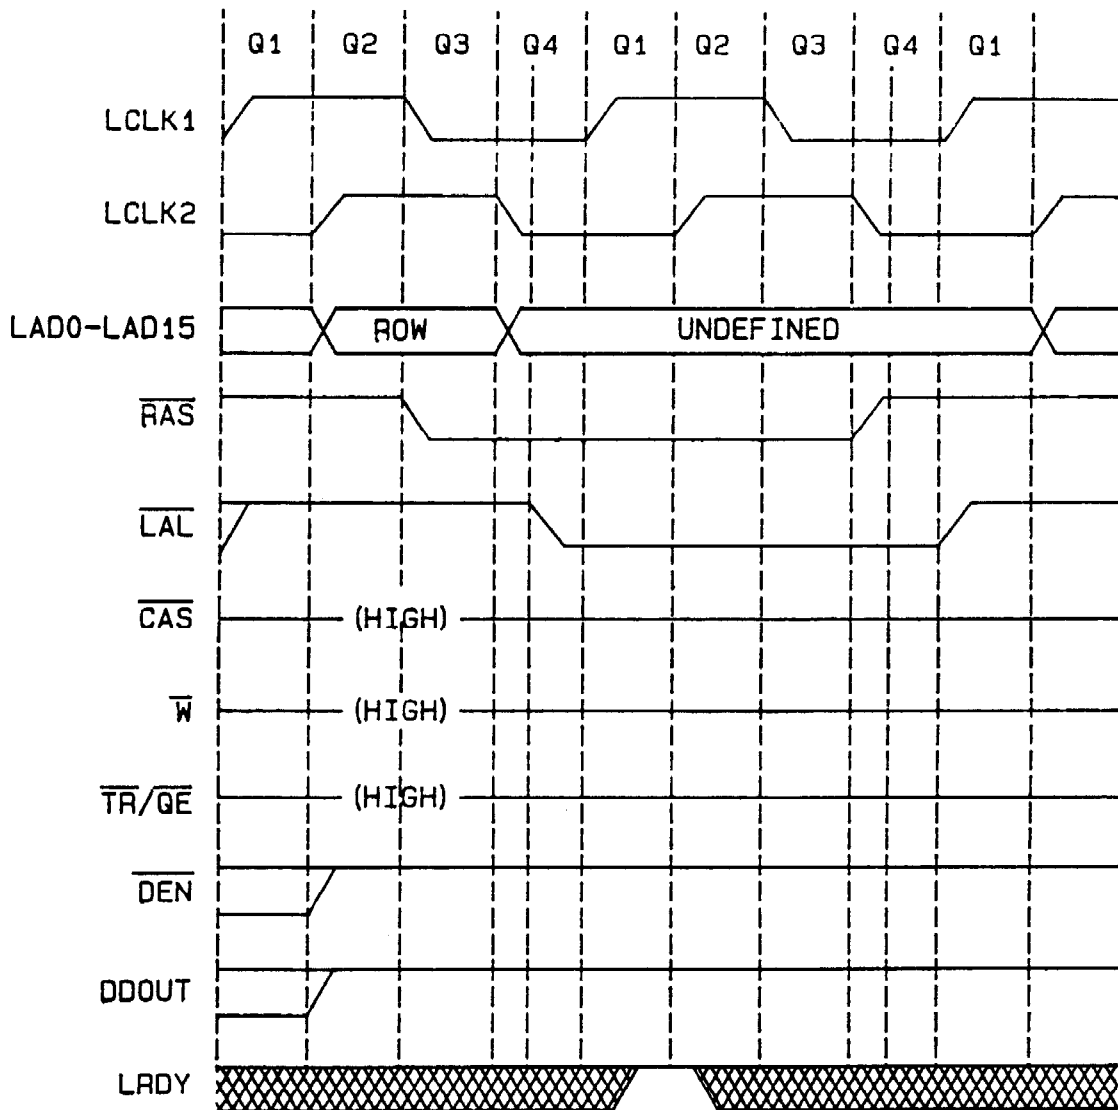 Q1 Q2 Q3 Q4 Q1 Q2 Q3 Q4 Q1
LCLK1
LCLK2
LAD0-LAD15 ROW UNDEFINED
RAS
LAL
CAS (HIGH)
W (HIGH)
TR/QE (HIGH)
DEN
DDOUT
LRDY